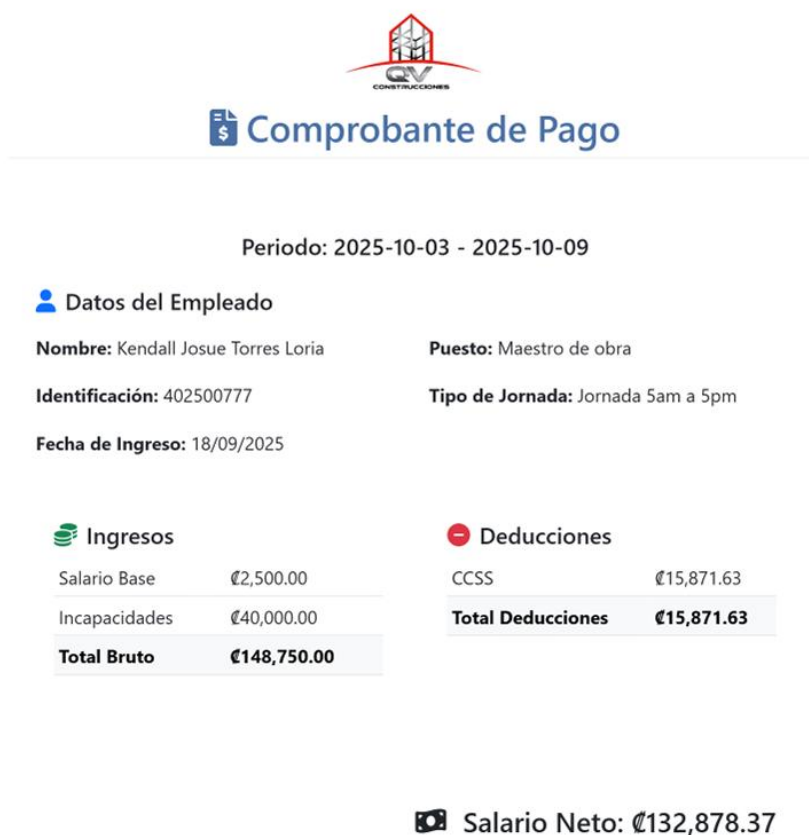 QV
CONSTRUCCIONES
Comprobante de Pago
Periodo: 2025-10-03 - 2025-10-09
Datos del Empleado
Nombre: Kendall Josue Torres Loria
Puesto: Maestro de obra
Identificación: 402500777
Tipo de Jornada: Jornada 5am a 5pm
Fecha de Ingreso: 18/09/2025
Ingresos
Salario Base ₡2,500.00
Incapacidades ₡40,000.00
Total Bruto ₡148,750.00
Deducciones
CCSS ₡15,871.63
Total Deducciones ₡15,871.63
Salario Neto: ₡132,878.37